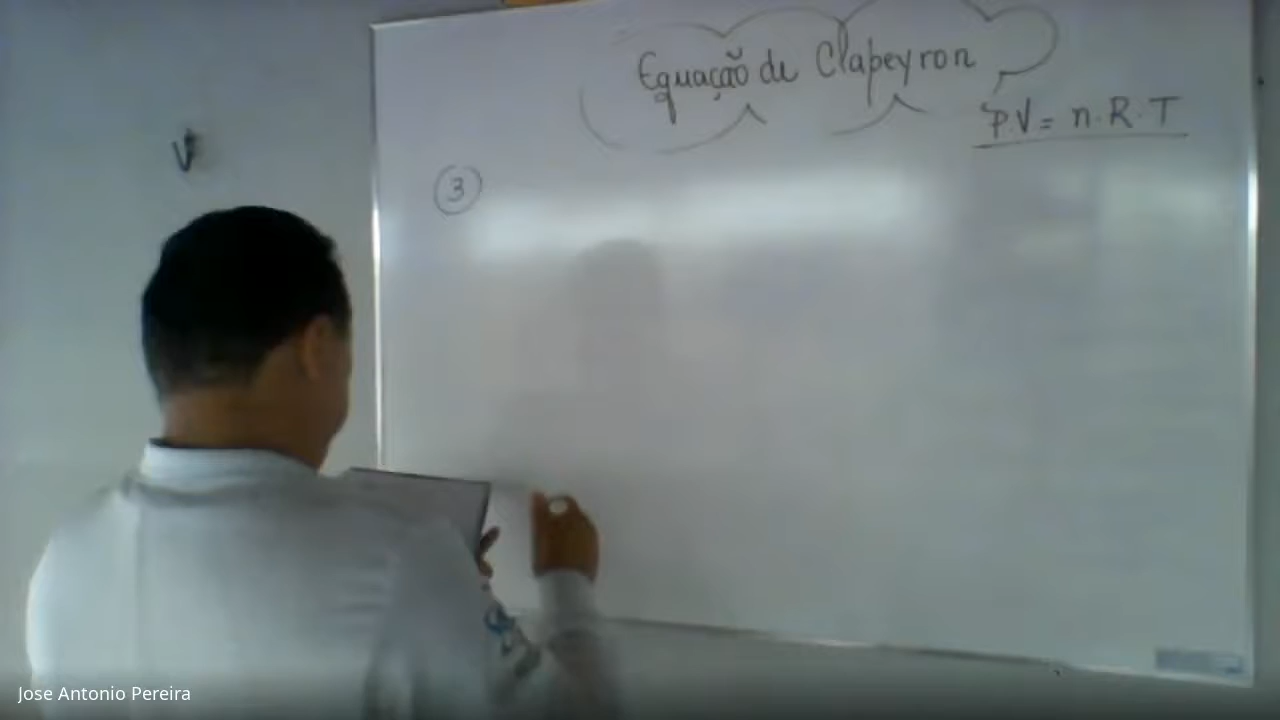 Equação de Clapeyron
P.V = n.R.T
3
Jose Antonio Pereira